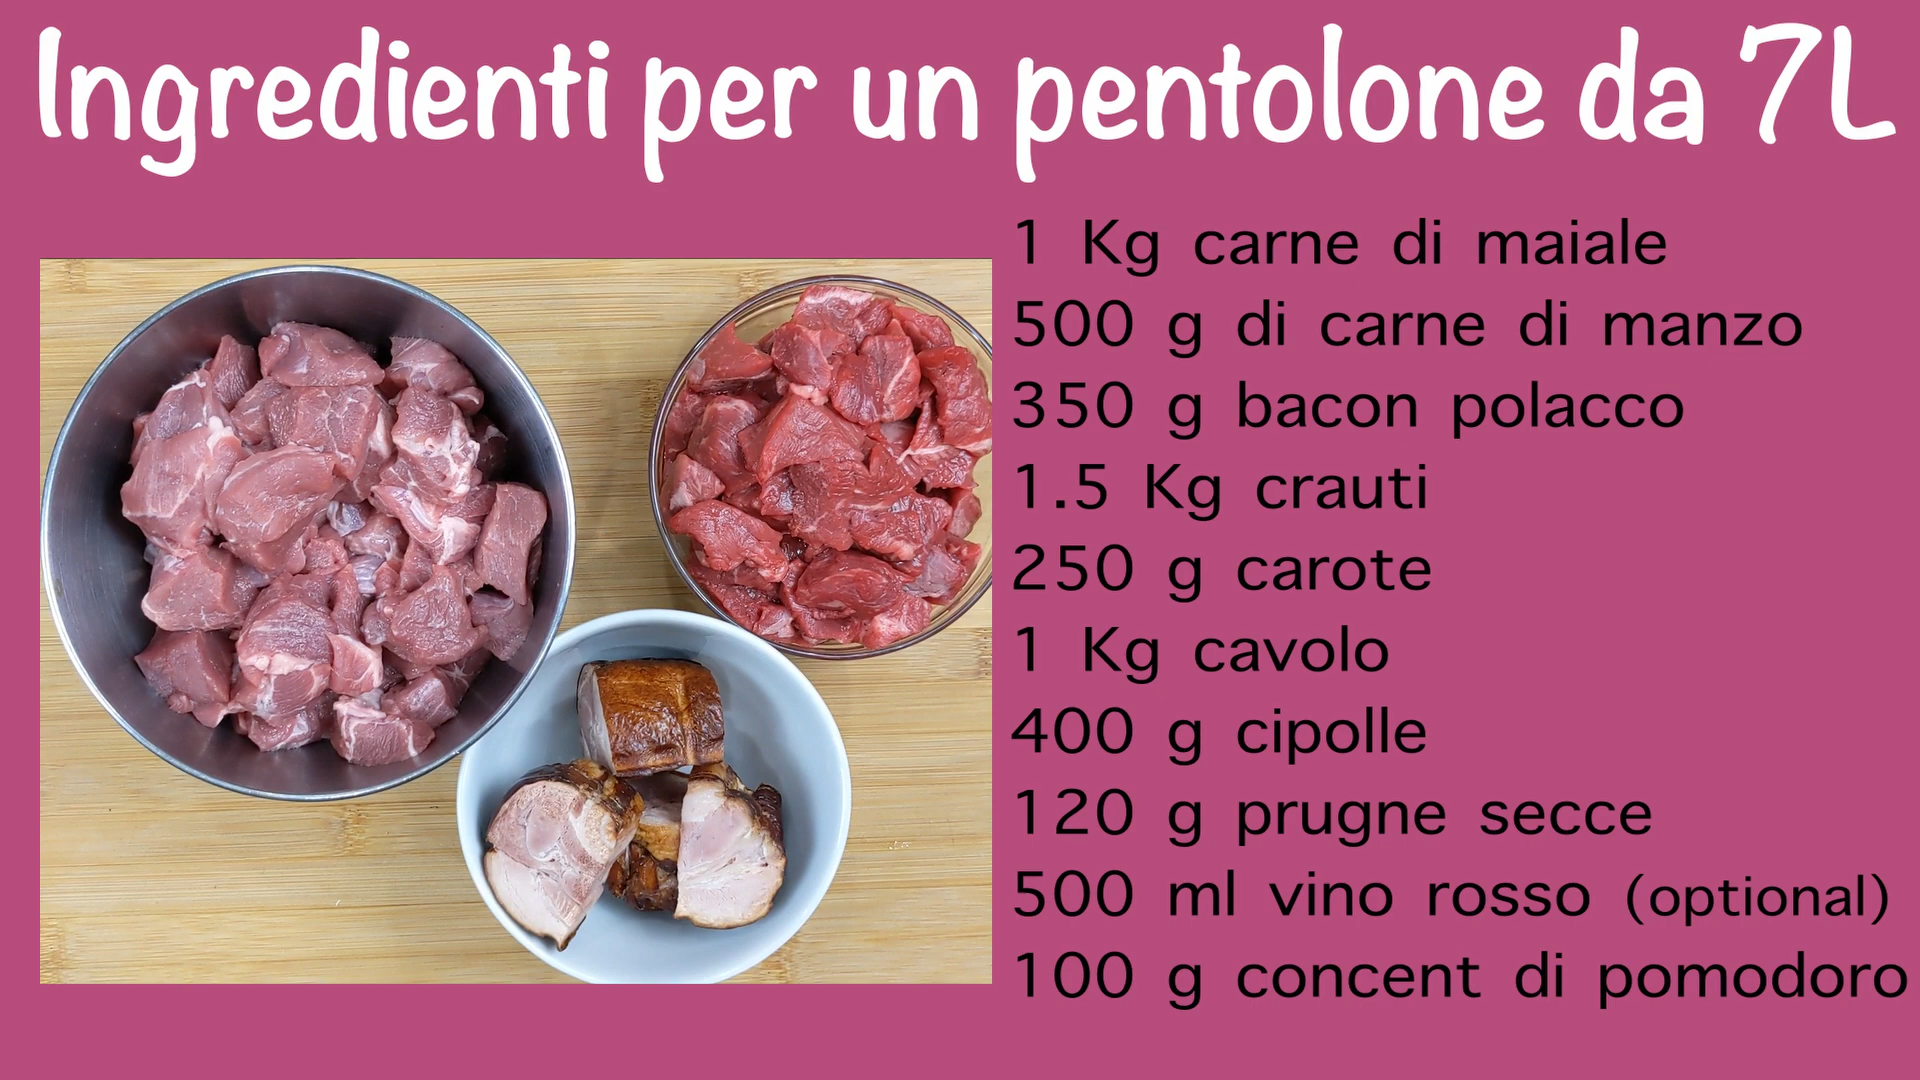 Ingredienti per un pentolone da 7L
1 Kg carne di maiale
500 g di carne di manzo
350 g bacon polacco
1.5 Kg crauti
250 g carote
1 Kg cavolo
400 g cipolle
120 g prugne secce
500 ml vino rosso (optional)
100 g concent di pomodoro